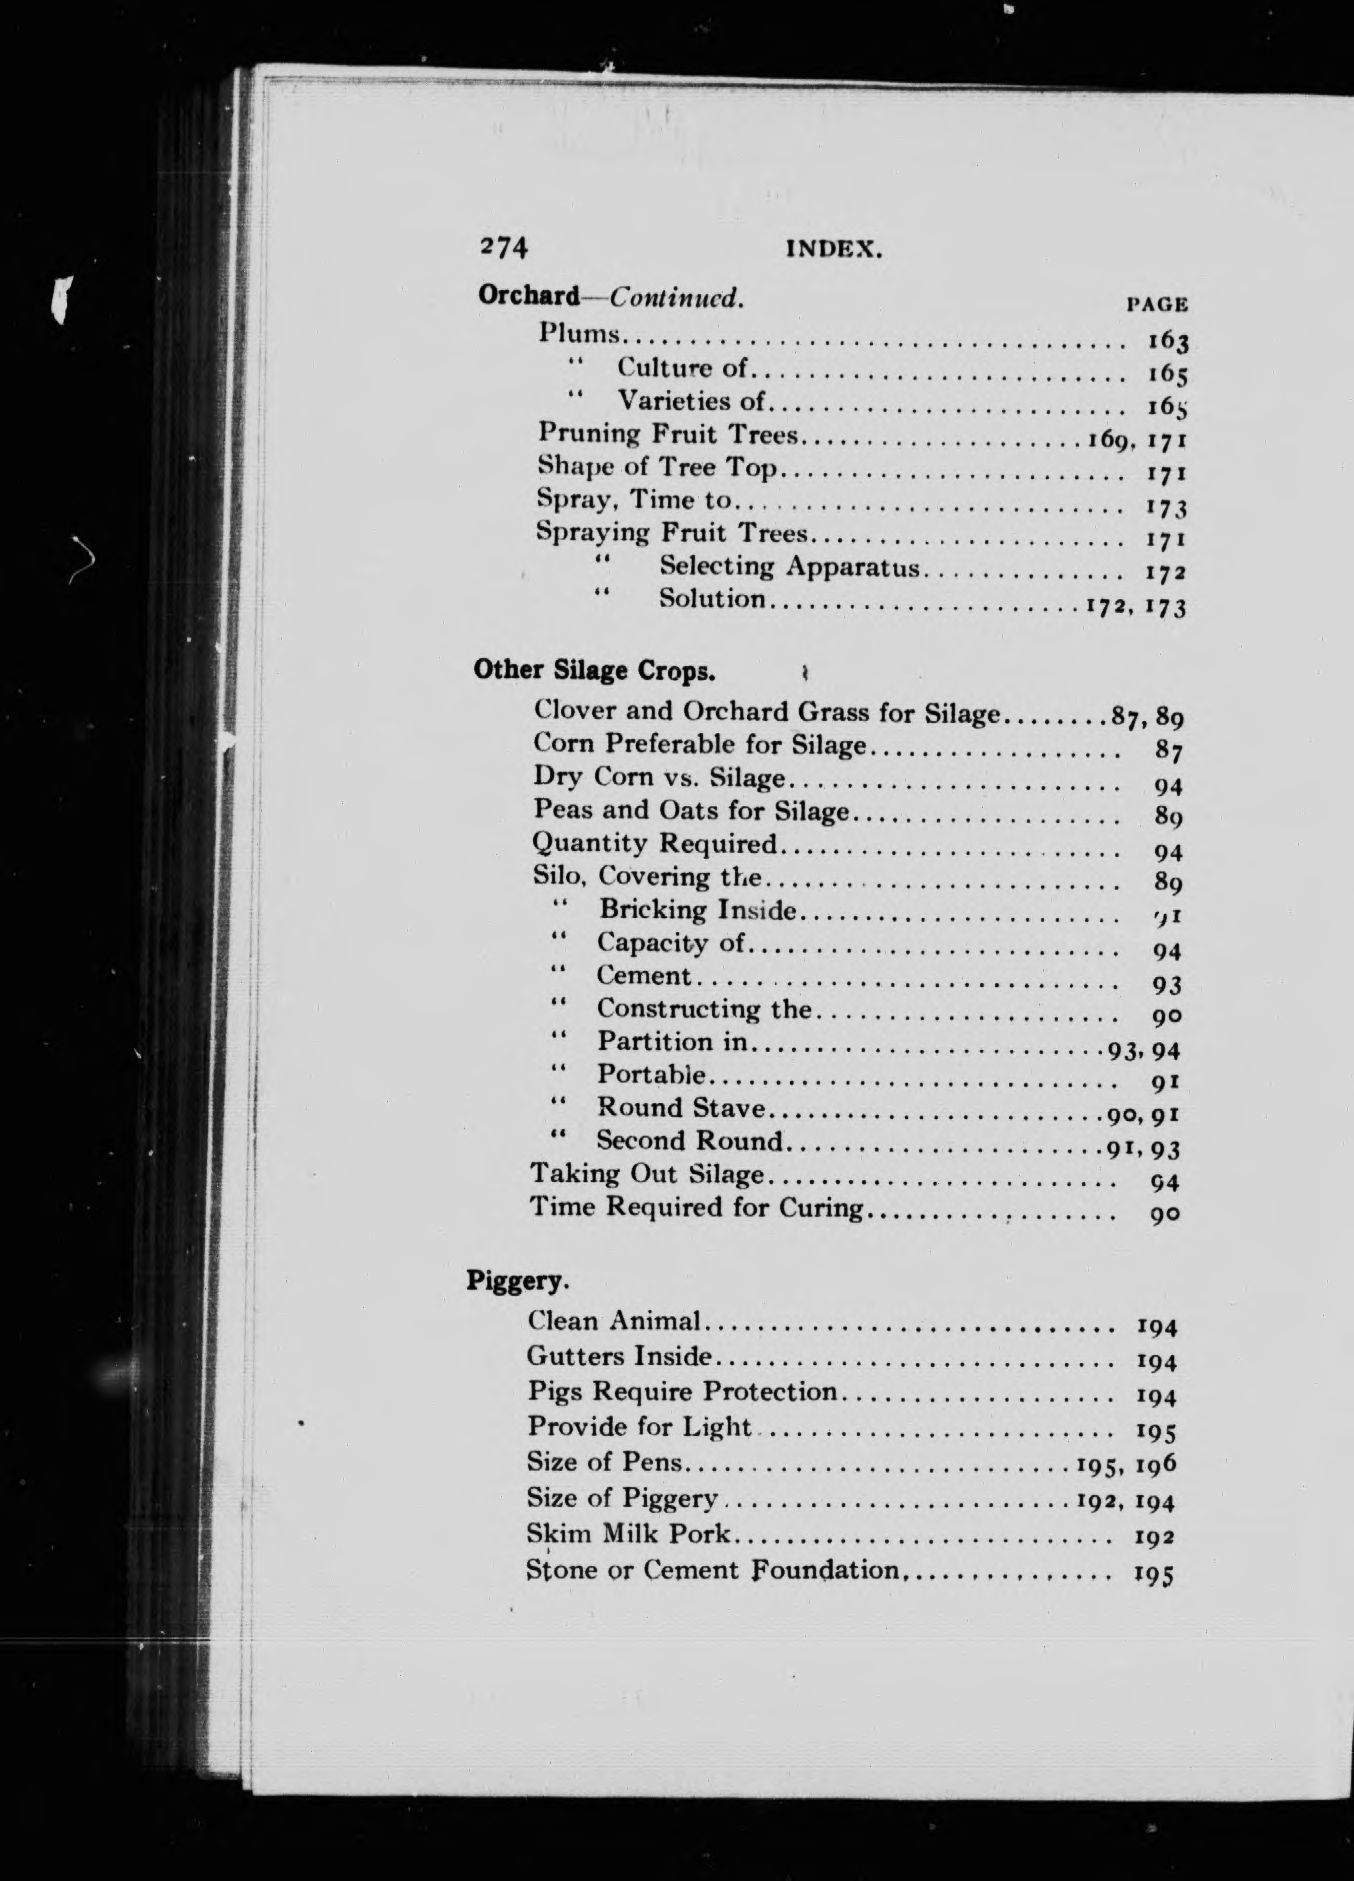 274 INDEX.
Orchard—Continued. PAGE
Plums.................................... 163
“ Culture of........................... 165
“ Varieties of.......................... 165
Pruning Fruit Trees.....................169, 171
Shape of Tree Top........................ 171
Spray, Time to........................... 173
Spraying Fruit Trees...................... 171
“ Selecting Apparatus.............. 172
“ Solution.......................172, 173
Other Silage Crops.
Clover and Orchard Grass for Silage........87, 89
Corn Preferable for Silage.................. 87
Dry Corn vs. Silage....................... 94
Peas and Oats for Silage................... 89
Quantity Required........................ 94
Silo, Covering the......................... 89
“ Bricking Inside...................... 91
“ Capacity of.......................... 94
“ Cement............................. 93
“ Constructing the..................... 90
“ Partition in..........................93, 94
“ Portable............................ 91
“ Round Stave........................90, 91
“ Second Round.......................91, 93
Taking Out Silage........................ 94
Time Required for Curing.................. 90
Piggery.
Clean Animal............................. 194
Gutters Inside............................ 194
Pigs Require Protection................... 194
Provide for Light......................... 195
Size of Pens............................195, 196
Size of Piggery.........................192, 194
Skim Milk Pork........................... 192
Stone or Cement Foundation................ 195